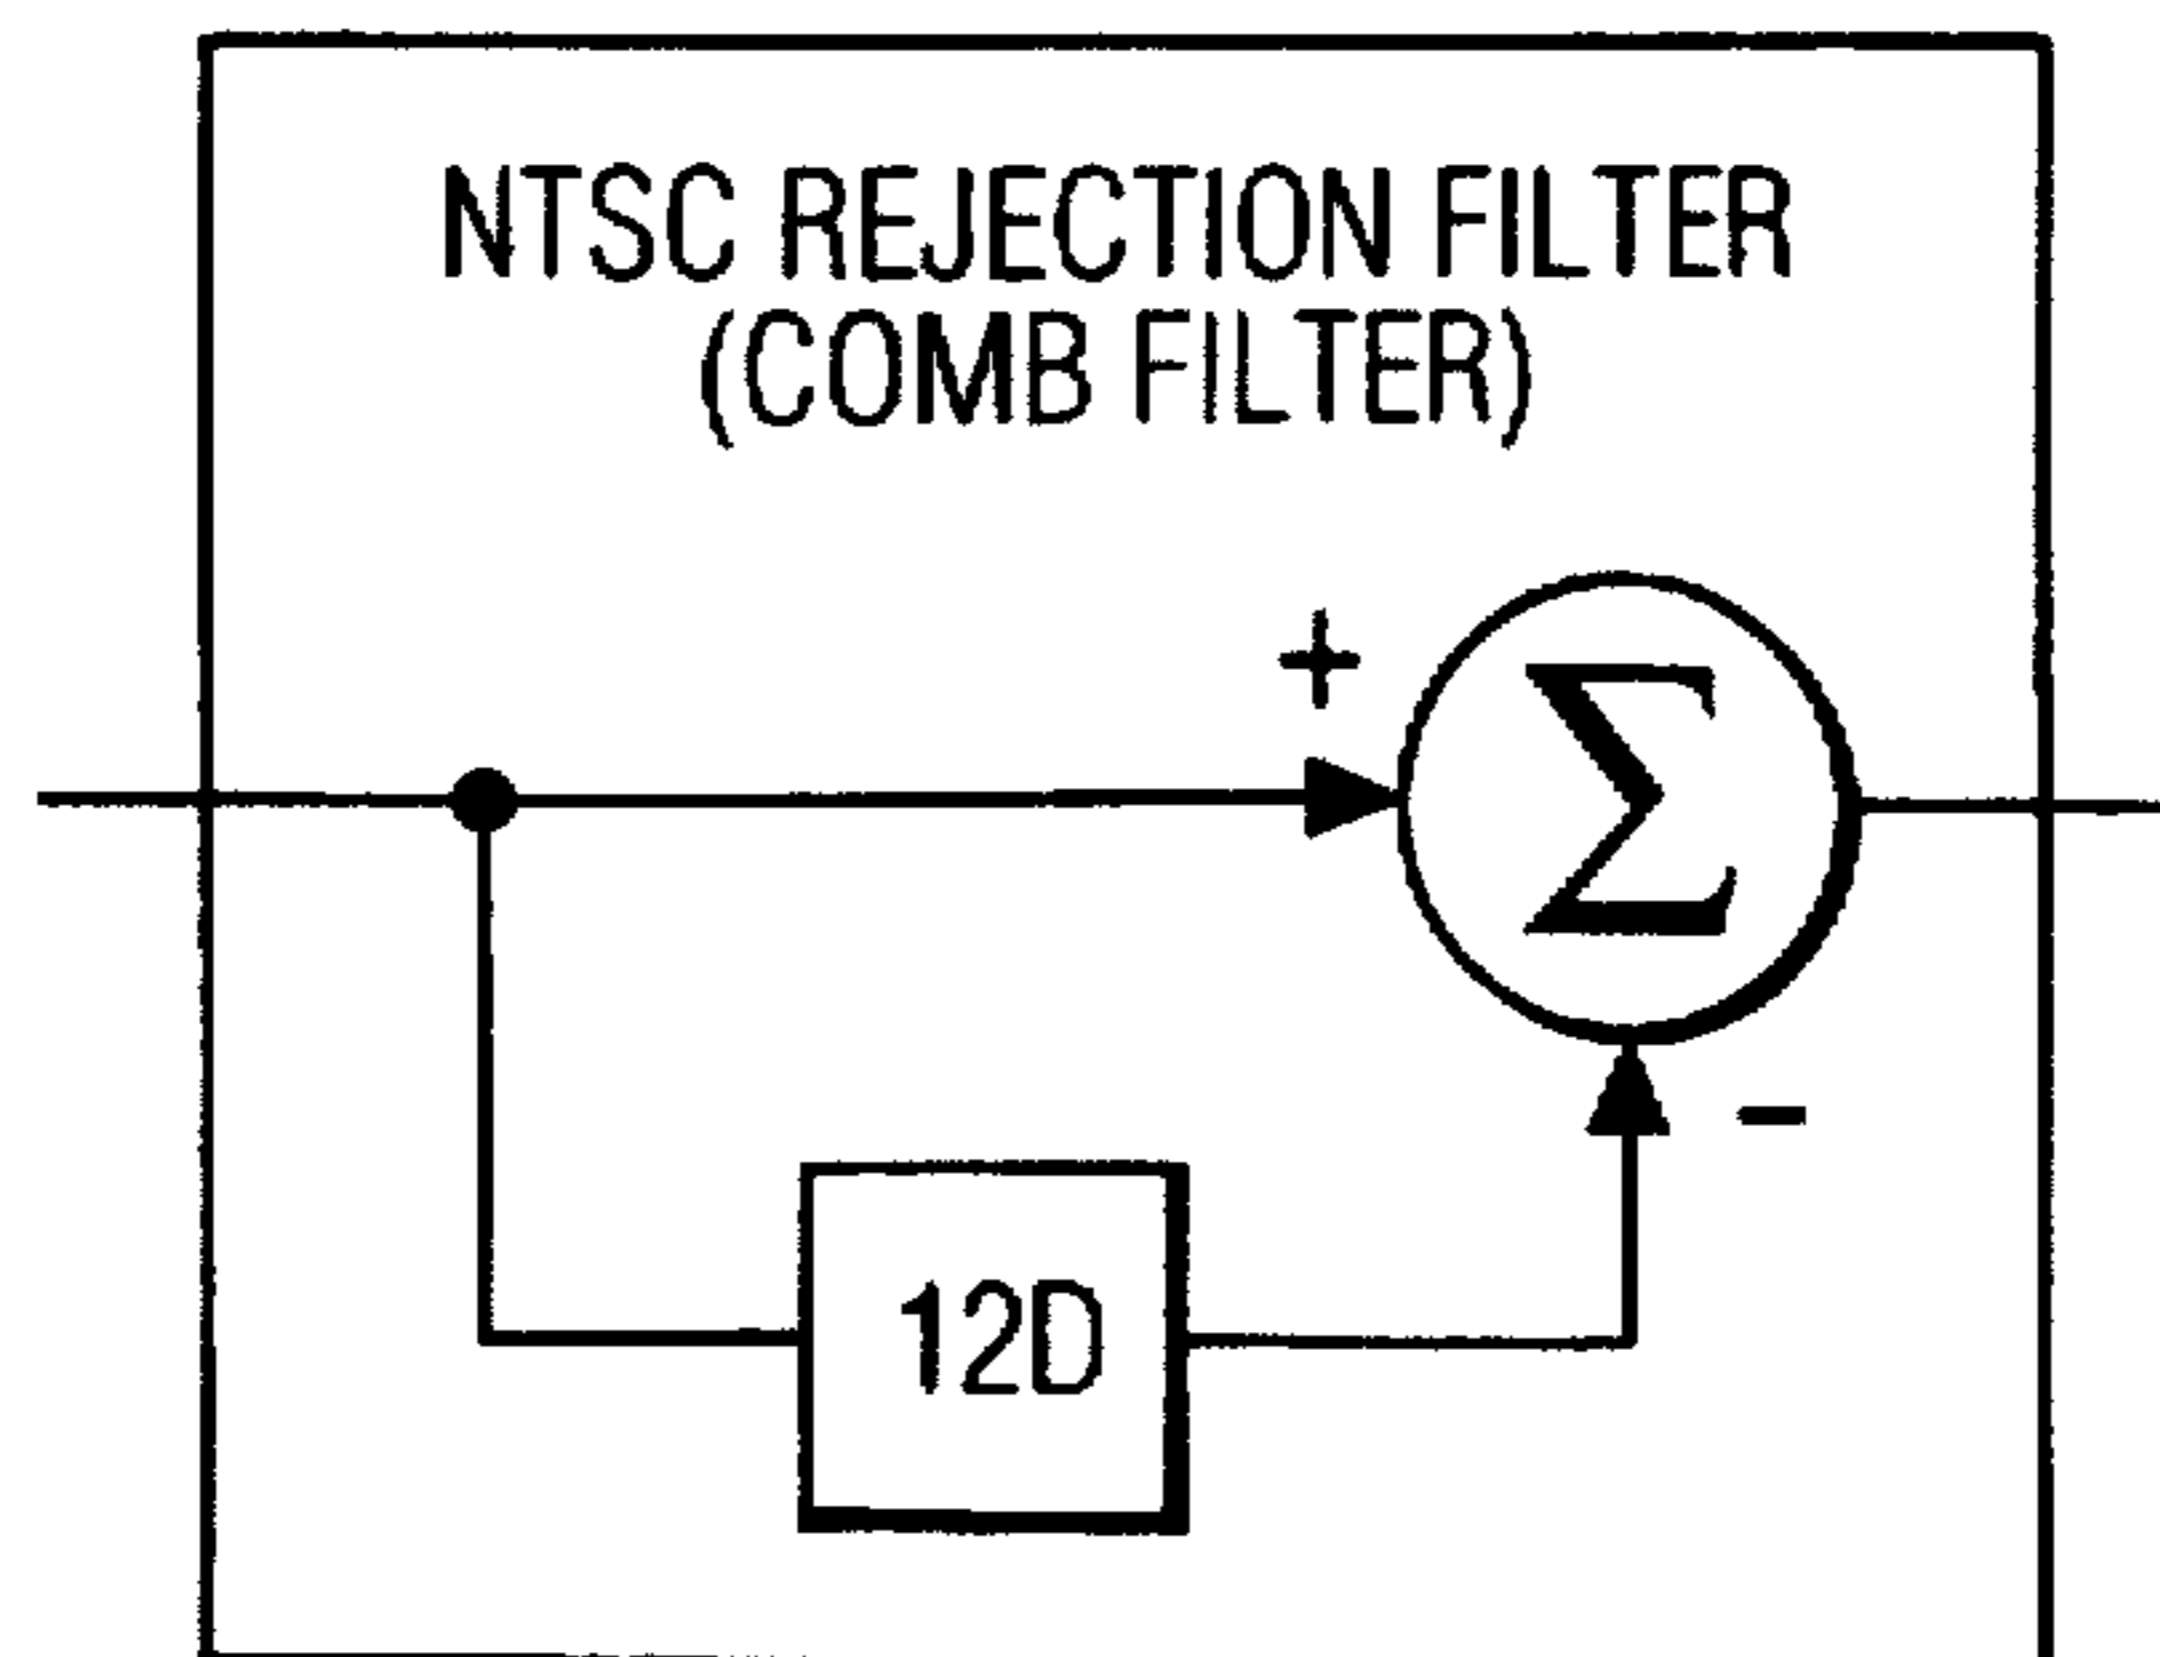 NTSC REJECTION FILTER
(COMB FILTER)
+
Σ
-
12D